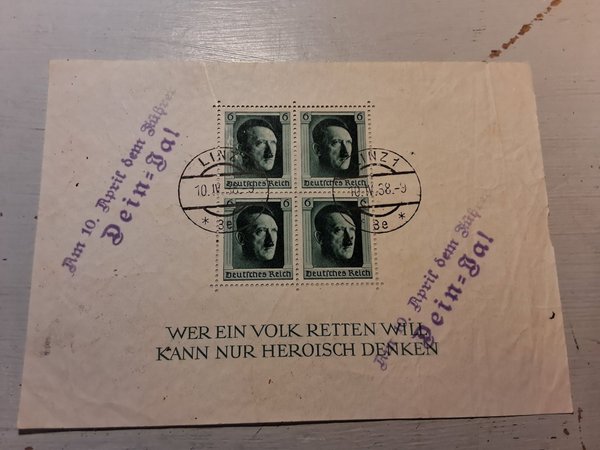 Am 10. April dem Führer
Dein=Ja!
6 6
Deutsches Reich Deutsches Reich
LINZ 1
10.IV.38.-9
* 3e
LINZ 1
10.IV.38.-9
3e *
6 6
Deutsches Reich Deutsches Reich
Am 10. April dem Führer
Dein=Ja!
WER EIN VOLK RETTEN WILL
KANN NUR HEROISCH DENKEN